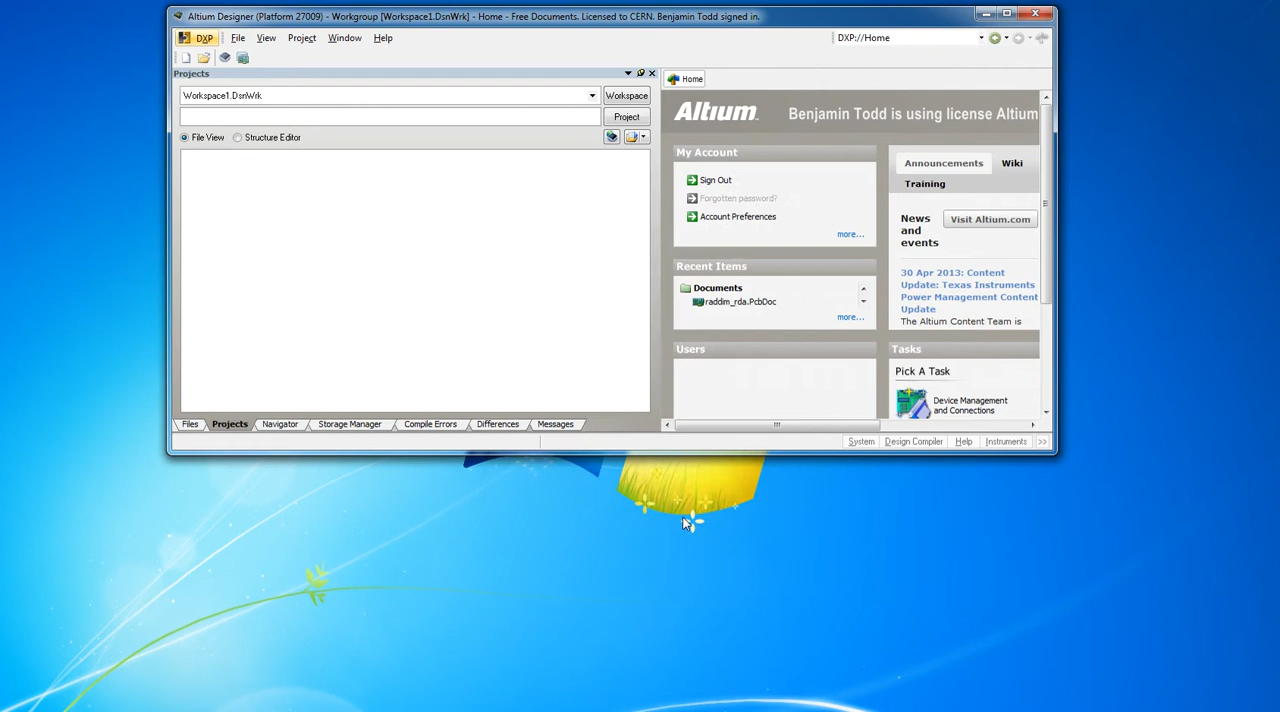 Altium Designer (Platform 27009) - Workgroup [Workspace1.DsnWrk] - Home - Free Documents. Licensed to CERN. Benjamin Todd signed in.
DXP File View Project Window Help DXP://Home
Projects
Home
Workspace1.DsnWrk Workspace
Project
File View Structure Editor
Altium Benjamin Todd is using license Altium
My Account
Sign Out
Forgotten password?
Account Preferences
more...
Recent Items
Documents
raddim_rda.PcbDoc
more...
Users
Announcements Wiki
Training
News
and
events
Visit Altium.com
30 Apr 2013: Content
Update: Texas Instruments
Power Management Content
Update
The Altium Content Team is
Tasks
Pick A Task
Device Management
and Connections
Files Projects Navigator Storage Manager Compile Errors Differences Messages
System Design Compiler Help Instruments >>